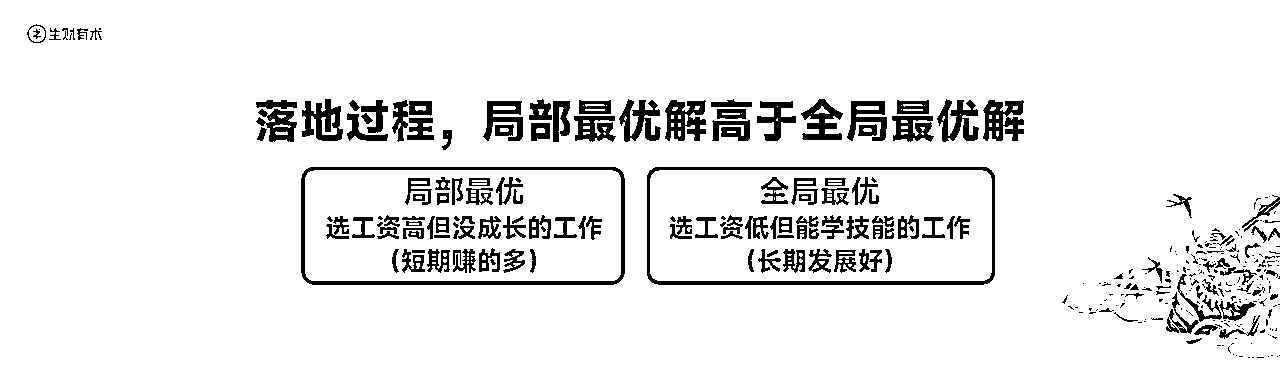 生财有术
落地过程，局部最优解高于全局最优解
局部最优
选工资高但没成长的工作
(短期赚的多)
全局最优
选工资低但能学技能的工作
(长期发展好)